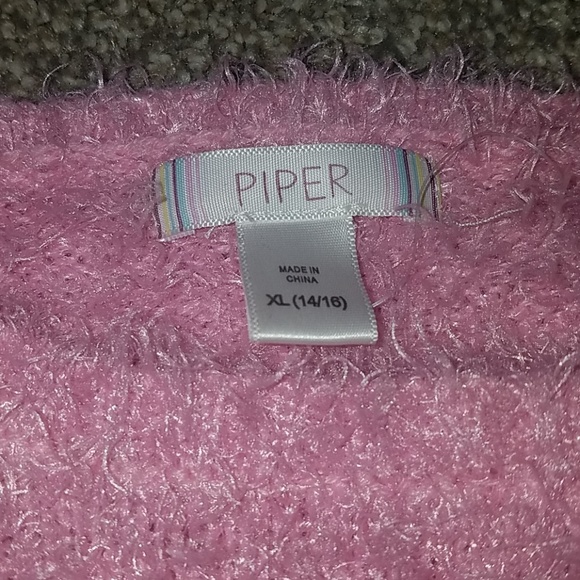 PIPER
MADE IN
CHINA
XL (14/16)